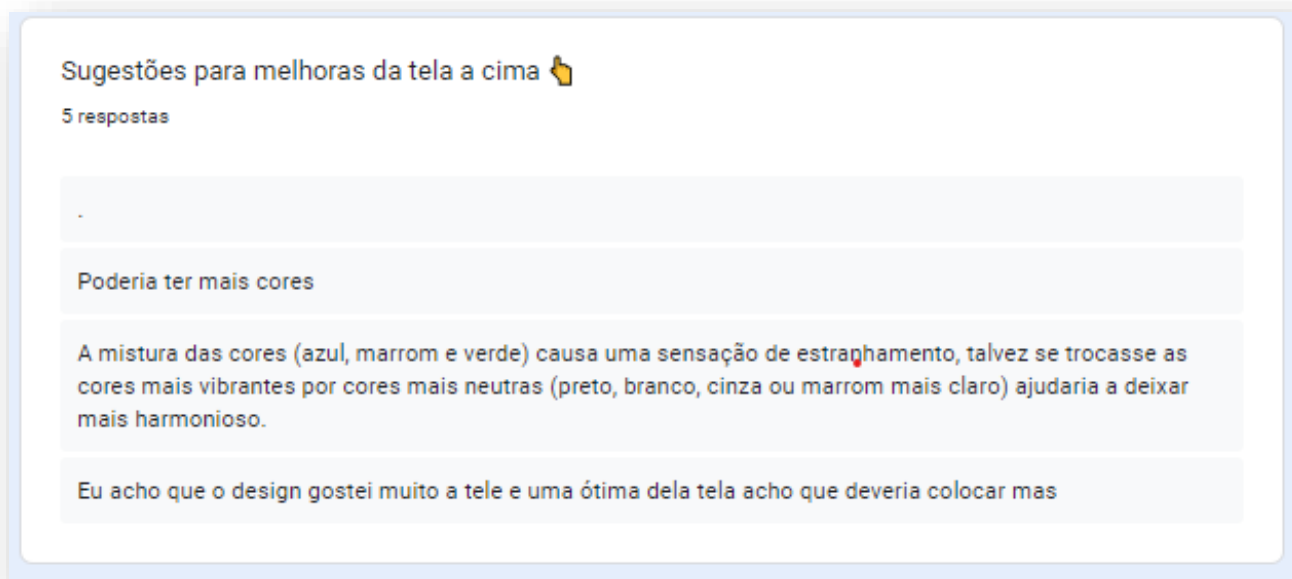 Sugestões para melhoras da tela a cima 👆
5 respostas
.
Poderia ter mais cores
A mistura das cores (azul, marrom e verde) causa uma sensação de estranhamento, talvez se trocasse as
cores mais vibrantes por cores mais neutras (preto, branco, cinza ou marrom mais claro) ajudaria a deixar
mais harmonioso.
Eu acho que o design gostei muito a tele e uma ótima dela tela acho que deveria colocar mas